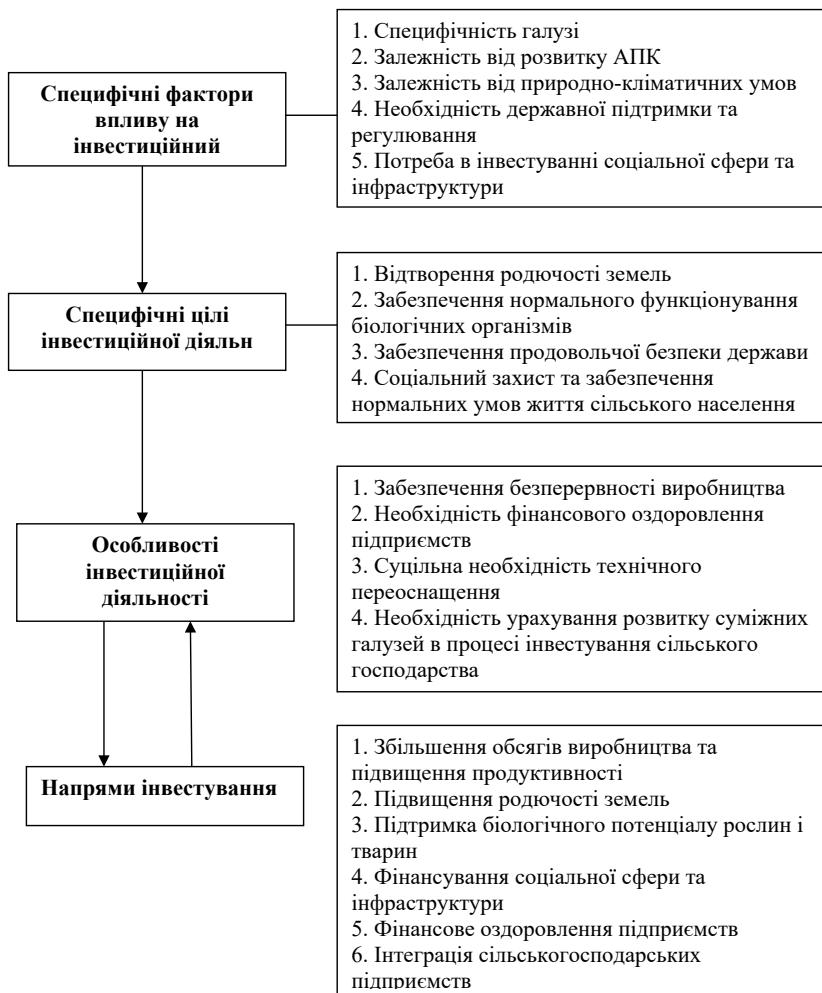 Специфічні фактори
впливу на
інвестиційний
1. Специфічність галузі
2. Залежність від розвитку АПК
3. Залежність від природно-кліматичних умов
4. Необхідність державної підтримки та
регулювання
5. Потреба в інвестуванні соціальної сфери та
інфраструктури
Специфічні цілі
інвестиційної діяльн
1. Відтворення родючості земель
2. Забезпечення нормального функціонування
біологічних організмів
3. Забезпечення продовольчої безпеки держави
4. Соціальний захист та забезпечення
нормальних умов життя сільського населення
Особливості
інвестиційної
діяльності
1. Забезпечення безперервності виробництва
2. Необхідність фінансового оздоровлення
підприємств
3. Суцільна необхідність технічного
переоснащення
4. Необхідність урахування розвитку суміжних
галузей в процесі інвестування сільського
господарства
Напрями інвестування
1. Збільшення обсягів виробництва та
підвищення продуктивності
2. Підвищення родючості земель
3. Підтримка біологічного потенціалу рослин і
тварин
4. Фінансування соціальної сфери та
інфраструктури
5. Фінансове оздоровлення підприємств
6. Інтеграція сільськогосподарських
підприємств